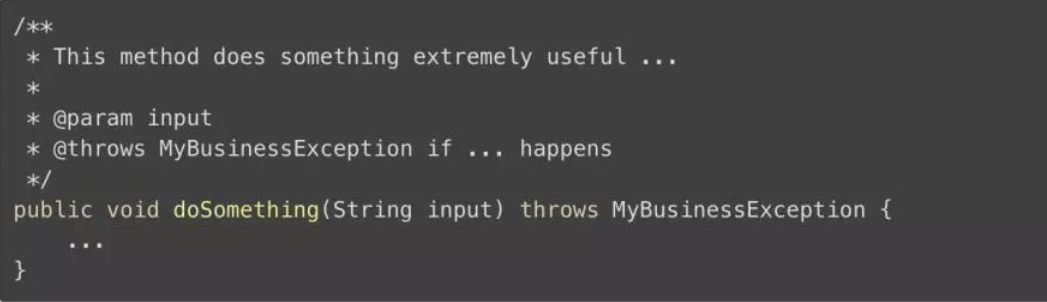 /**
 * This method does something extremely useful ...
 *
 * @param input
 * @throws MyBusinessException if ... happens
 */
public void doSomething(String input) throws MyBusinessException {
    ...
}